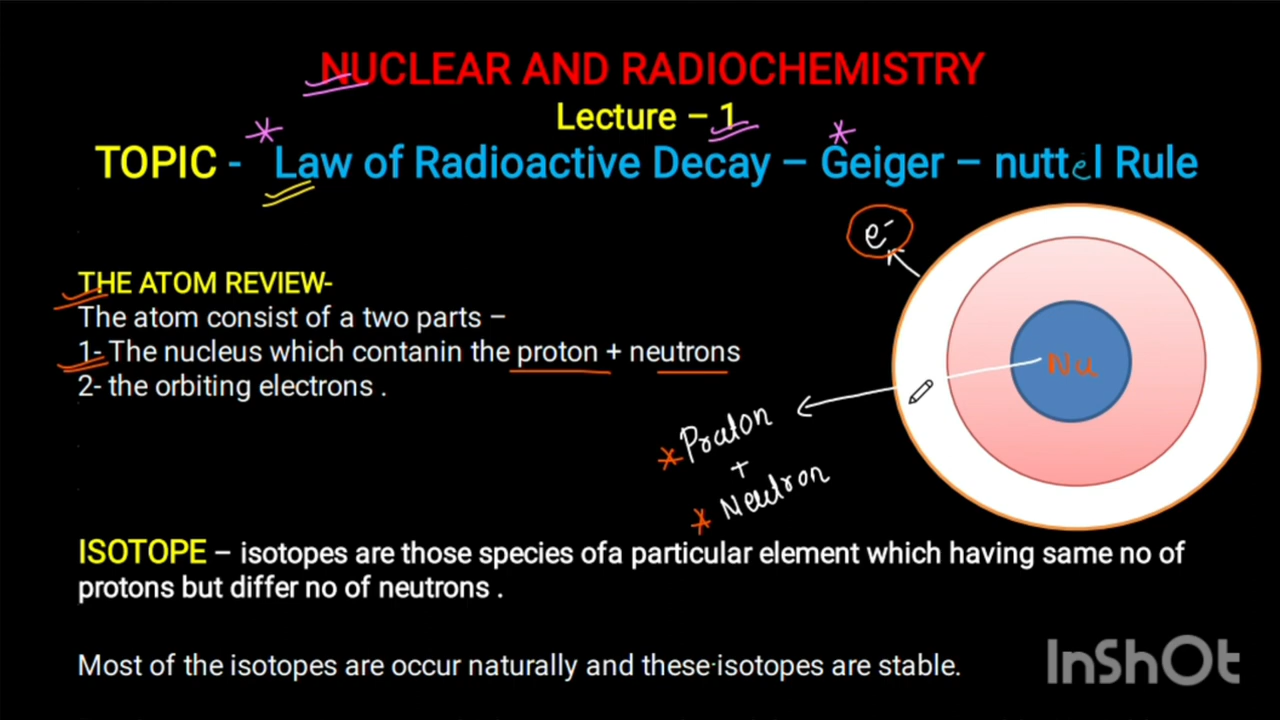 NUCLEAR AND RADIOCHEMISTRY
Lecture – 1
TOPIC - Law of Radioactive Decay – Geiger – nuttel Rule
e-
THE ATOM REVIEW-
The atom consist of a two parts –
1- The nucleus which contanin the proton + neutrons
2- the orbiting electrons .
Nu
Proton
+
Neutron
ISOTOPE – isotopes are those species ofa particular element which having same no of
protons but differ no of neutrons .
Most of the isotopes are occur naturally and these isotopes are stable.
InShOt